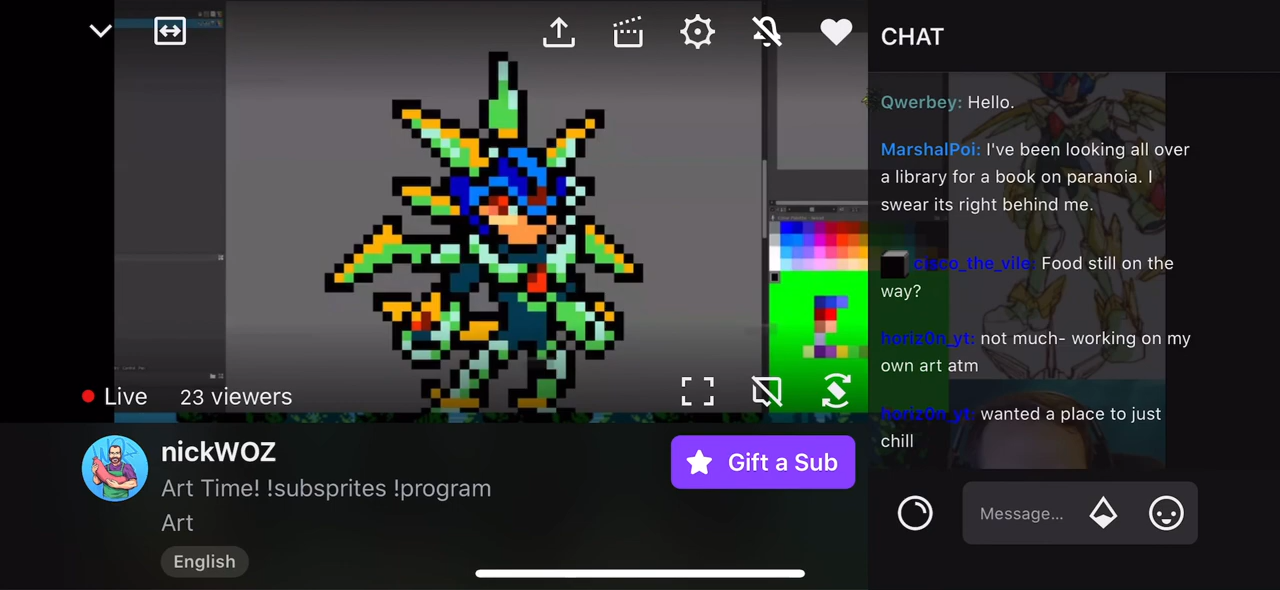 CHAT
Qwerbey: Hello.
MarshalPoi: I've been looking all over
a library for a book on paranoia. I
swear its right behind me.
cisco_the_vile: Food still on the
way?
horiz0n_yt: not much- working on my
own art atm
horiz0n_yt: wanted a place to just
chill
Live 23 viewers
nickWOZ
Gift a Sub
Art Time! !subsprites !program
Art
English
Message...